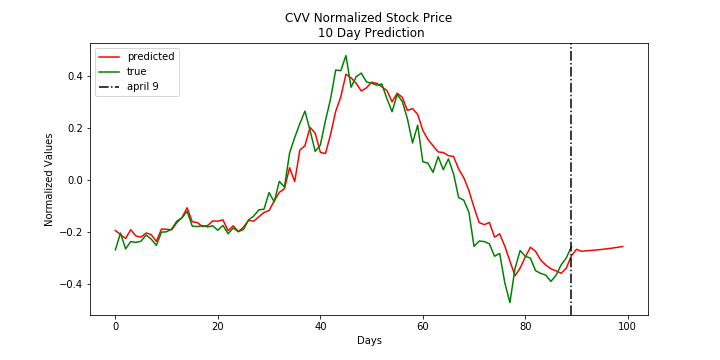 CVV Normalized Stock Price
10 Day Prediction
predicted
true
april 9
Normalized Values
0.4
0.2
0.0
−0.2
−0.4
0
20
40
60
80
100
Days